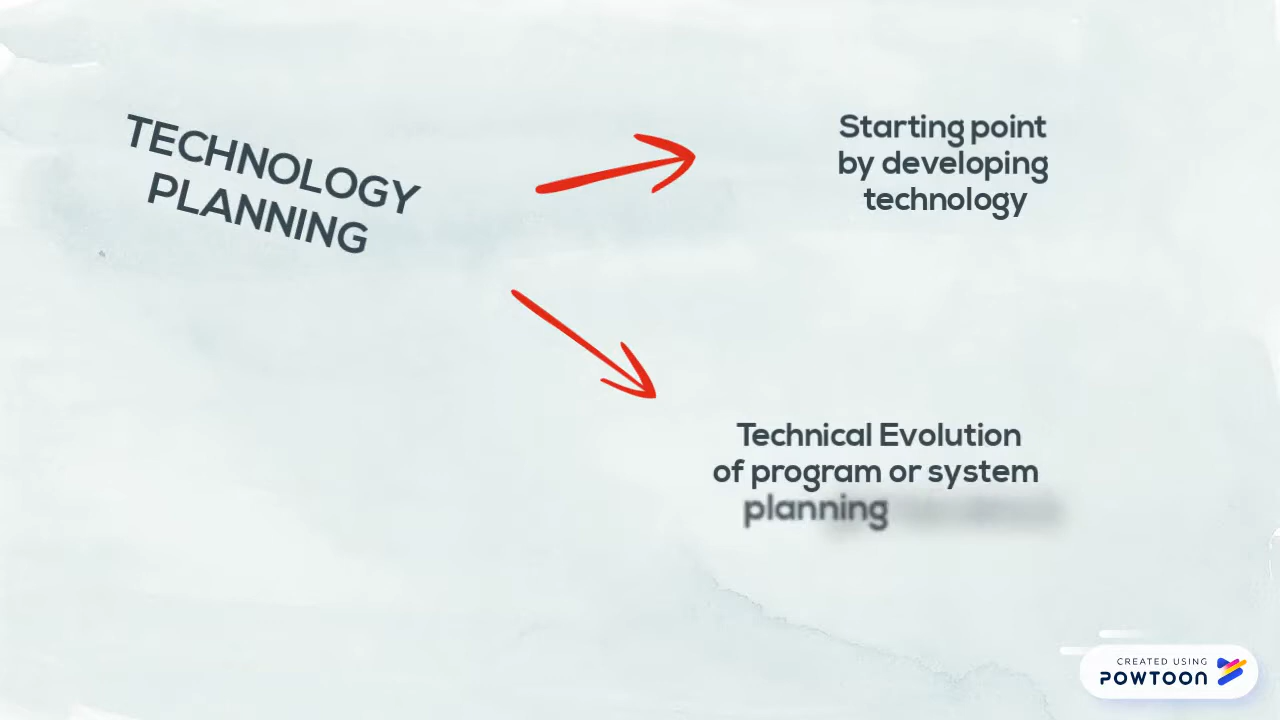 TECHNOLOGY
PLANNING
Starting point
by developing
technology
Technical Evolution
of program or system
planning
CREATED USING
POWTOON